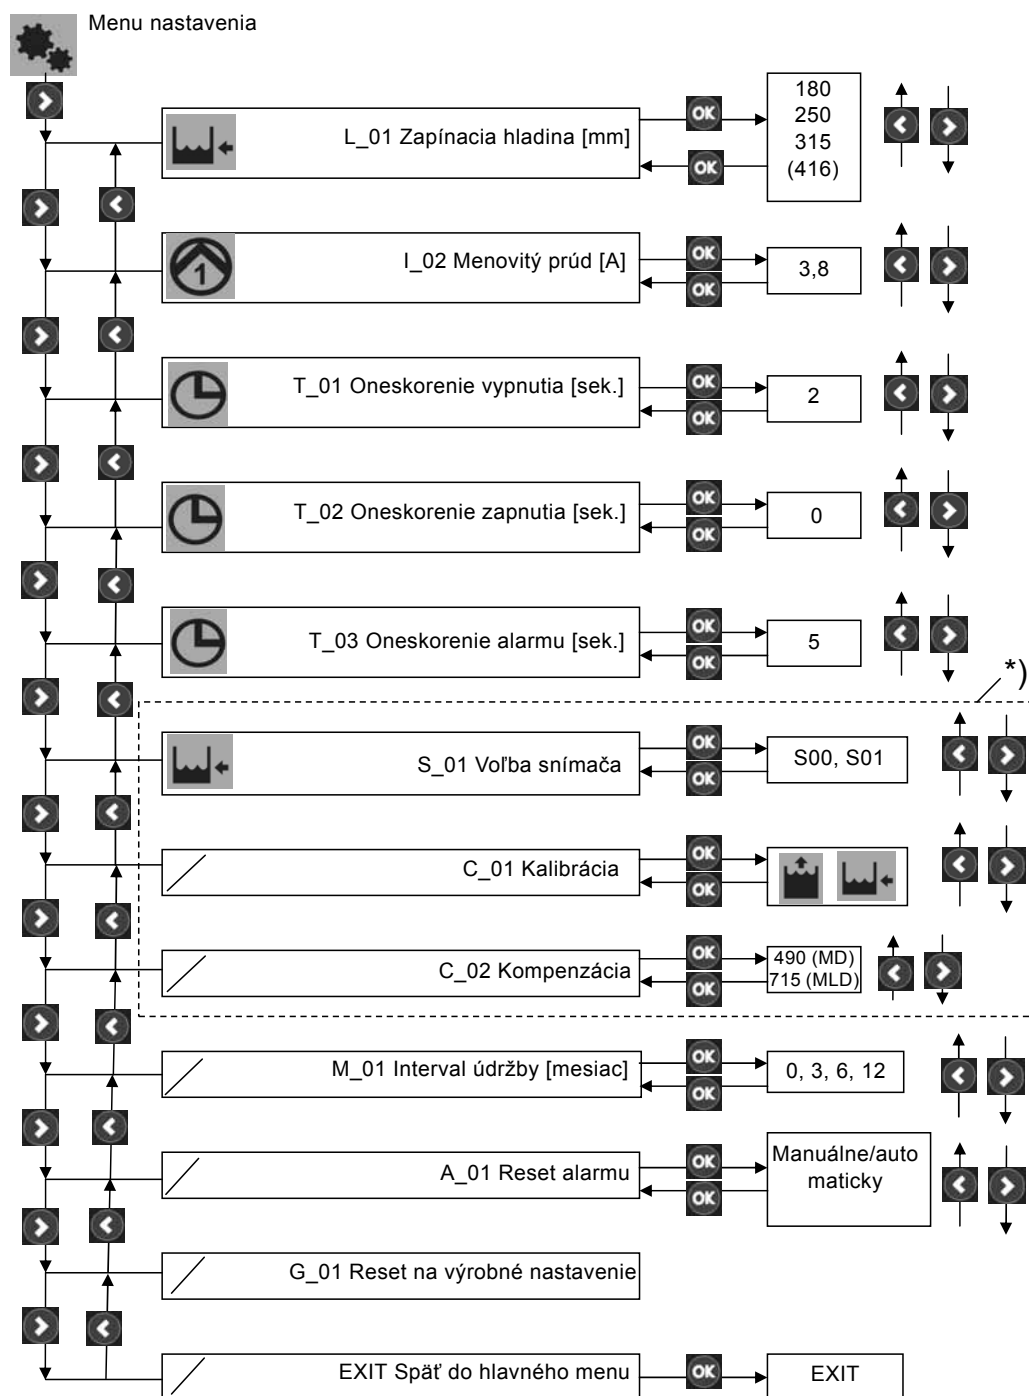 Menu nastavenia
L_01 Zapínacia hladina [mm]
OK
OK
180
250
315
(416)
I_02 Menovitý prúd [A]
OK
OK
3,8
1
T_01 Oneskorenie vypnutia [sek.]
OK
OK
2
T_02 Oneskorenie zapnutia [sek.]
OK
OK
0
T_03 Oneskorenie alarmu [sek.]
OK
OK
5
*)
S_01 Voľba snímača
OK
OK
S00, S01
C_01 Kalibrácia
OK
OK
C_02 Kompenzácia
OK
OK
490 (MD)
715 (MLD)
M_01 Interval údržby [mesiac]
OK
OK
0, 3, 6, 12
A_01 Reset alarmu
OK
OK
Manuálne/auto
maticky
G_01 Reset na výrobné nastavenie
EXIT Späť do hlavného menu
OK
EXIT